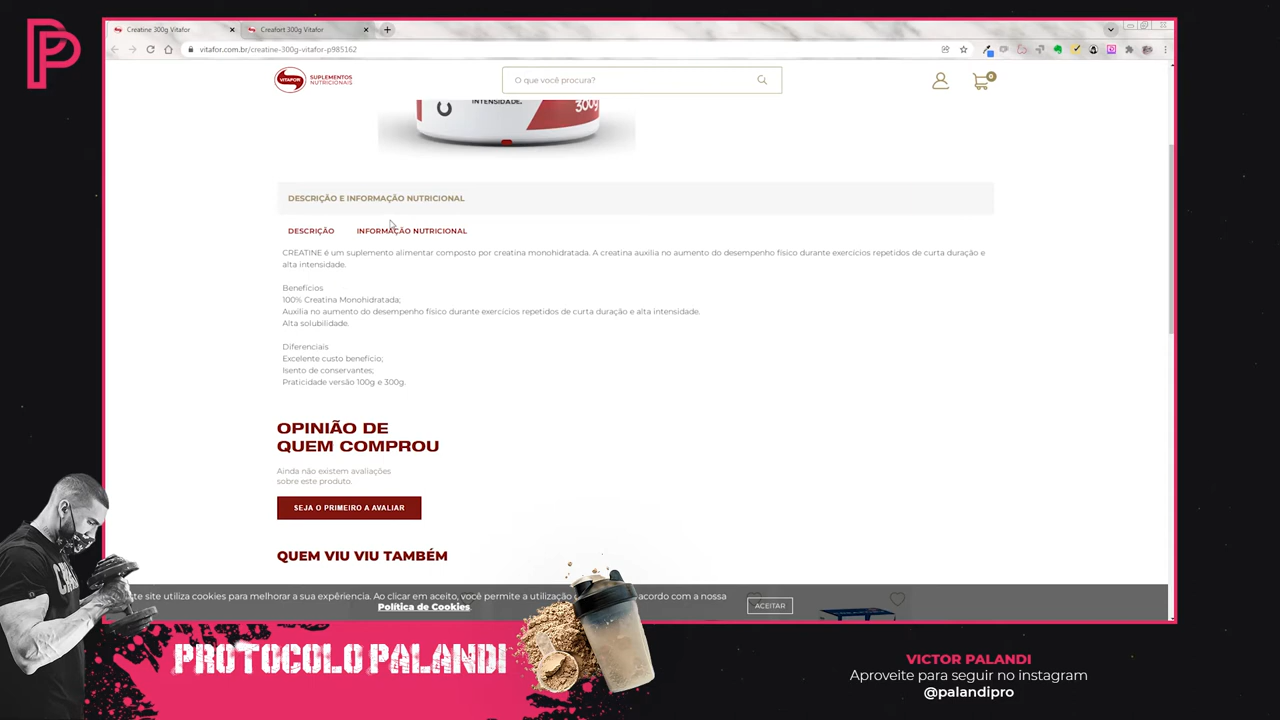 Creatine 300g Vitafor
Creafort 300g Vitafor
vitafor.com.br/creatine-300g-vitafor-p985162
VITAFOR
SUPLEMENTOS
NUTRICIONAIS
O que você procura?
0
INTENSIDADE.
300g
DESCRIÇÃO E INFORMAÇÃO NUTRICIONAL
DESCRIÇÃO INFORMAÇÃO NUTRICIONAL
CREATINE é um suplemento alimentar composto por creatina monohidratada. A creatina auxilia no aumento do desempenho físico durante exercícios repetidos de curta duração e
alta intensidade.
Benefícios
100% Creatina Monohidratada;
Auxilia no aumento do desempenho físico durante exercícios repetidos de curta duração e alta intensidade.
Alta solubilidade.
Diferenciais
Excelente custo benefício;
Isento de conservantes;
Praticidade versão 100g e 300g.
OPINIÃO DE
QUEM COMPROU
Ainda não existem avaliações
sobre este produto.
SEJA O PRIMEIRO A AVALIAR
QUEM VIU VIU TAMBÉM
te site utiliza cookies para melhorar a sua expêriencia. Ao clicar em aceito, você permite a utilização acordo com a nossa
Política de Cookies.
ACEITAR
PROTOCOLO PALANDI
VICTOR PALANDI
Aproveite para seguir no instagram
@palandipro